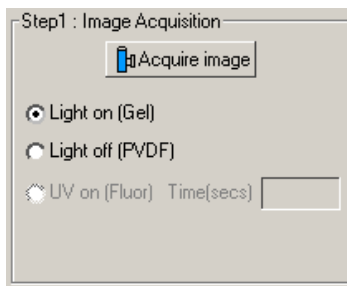 Step1 : Image Acquisition
Acquire image
Light on (Gel)
Light off (PVDF)
UV on (Fluor) Time(secs)